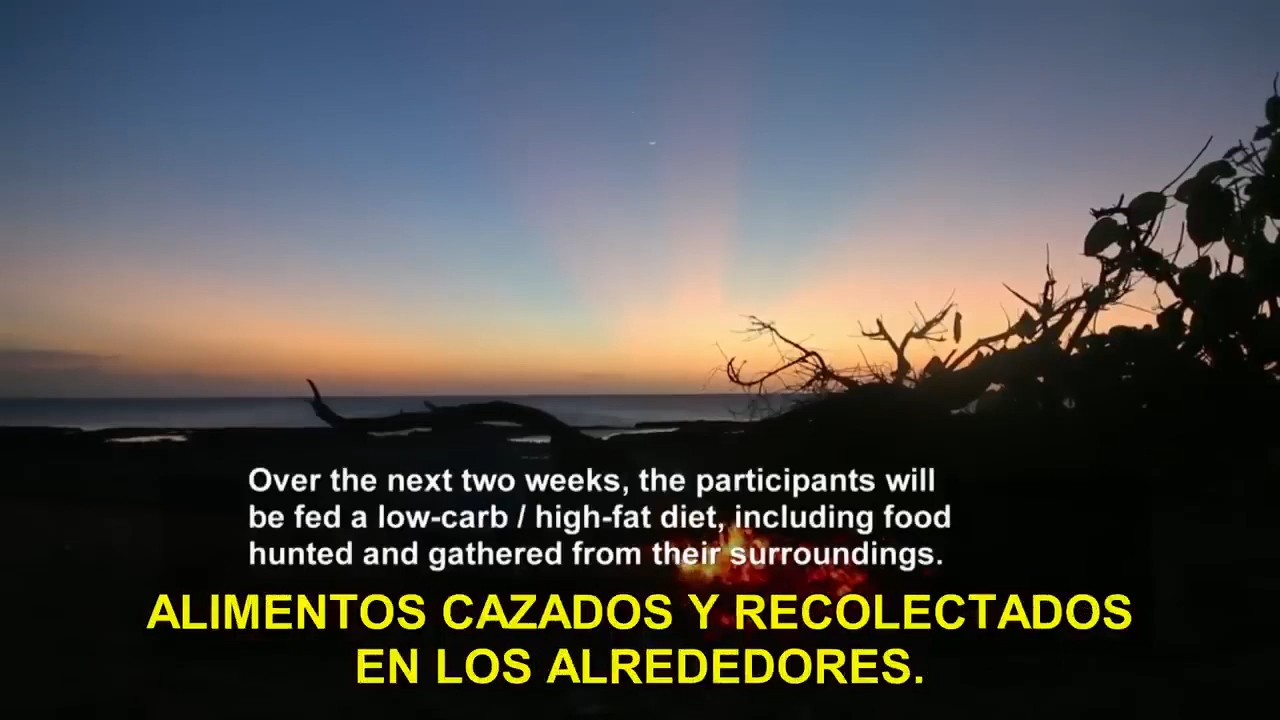 Over the next two weeks, the participants will
be fed a low-carb / high-fat diet, including food
hunted and gathered from their surroundings.
ALIMENTOS CAZADOS Y RECOLECTADOS
EN LOS ALREDEDORES.